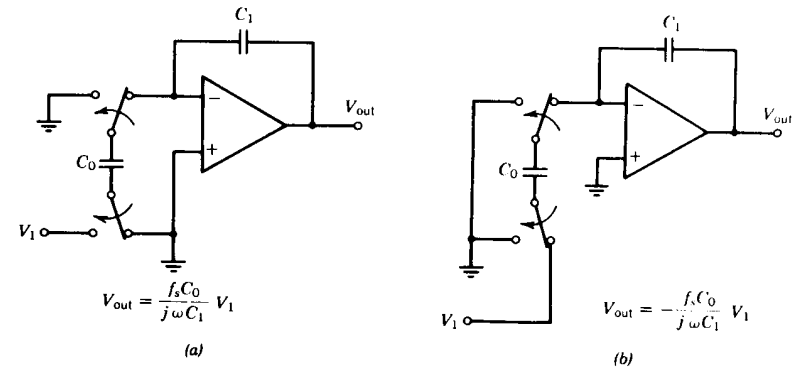 C₁
−
+
Vout
C₀
V₁
Vout = fₛC₀ / jωC₁ V₁
(a)
C₁
−
+
Vout
C₀
V₁
Vout = − fₛC₀ / jωC₁ V₁
(b)